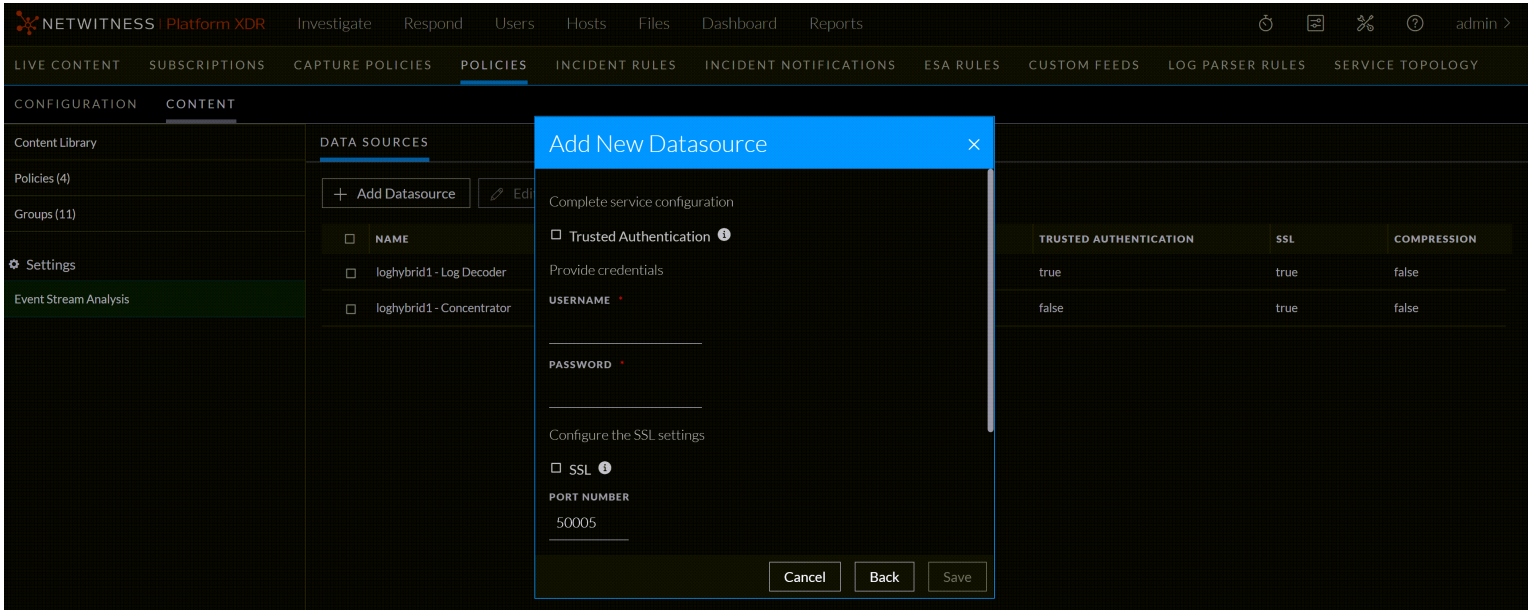 NETWITNESS | Platform XDR Investigate Respond Users Hosts Files Dashboard Reports admin >
LIVE CONTENT SUBSCRIPTIONS CAPTURE POLICIES POLICIES INCIDENT RULES INCIDENT NOTIFICATIONS ESA RULES CUSTOM FEEDS LOG PARSER RULES SERVICE TOPOLOGY
CONFIGURATION CONTENT
Content Library
Policies (4)
Groups (11)
Settings
Event Stream Analysis
DATA SOURCES
+ Add Datasource Edi
NAME TRUSTED AUTHENTICATION SSL COMPRESSION
loghybrid1 - Log Decoder true true false
loghybrid1 - Concentrator false true false
Add New Datasource ×
Complete service configuration
Trusted Authentication
Provide credentials
USERNAME *
PASSWORD *
Configure the SSL settings
SSL
PORT NUMBER
50005
Cancel Back Save